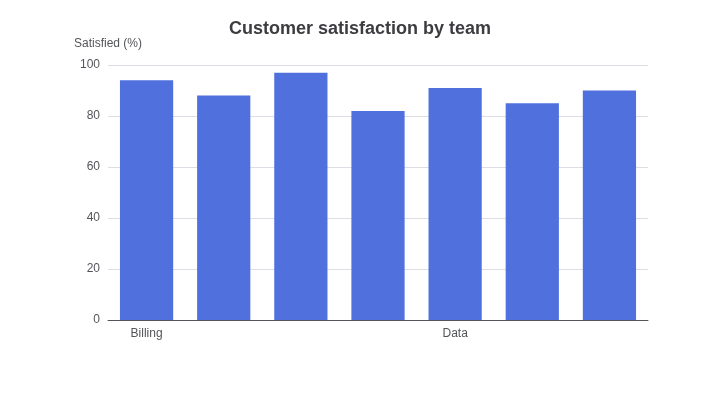 Customer satisfaction by team
Satisfied (%)
100
80
60
40
20
0
Billing
Data